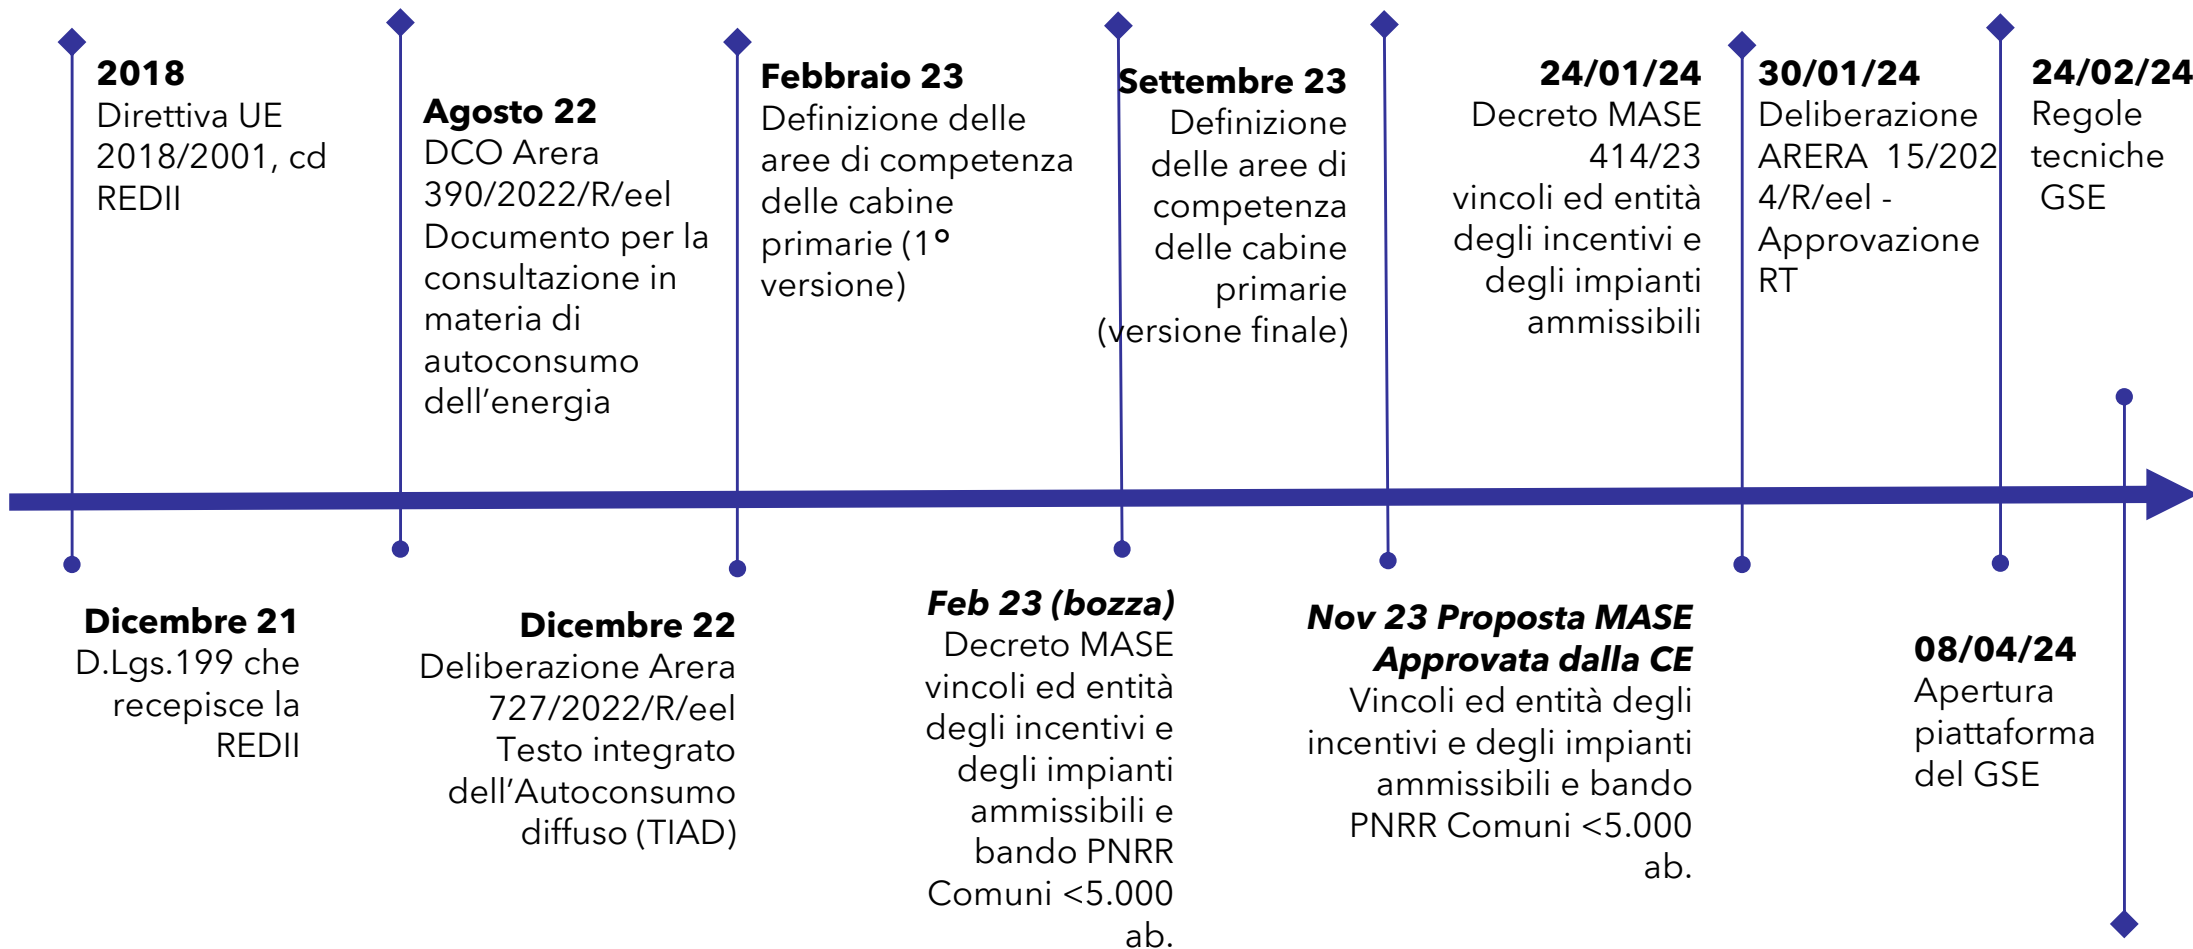 2018
Direttiva UE
2018/2001, cd
REDII
Agosto 22
DCO Arera
390/2022/R/eel
Documento per la
consultazione in
materia di
autoconsumo
dell’energia
Febbraio 23
Definizione delle
aree di competenza
delle cabine
primarie (1°
versione)
Settembre 23
Definizione
delle aree di
competenza
delle cabine
primarie
(versione finale)
24/01/24
Decreto MASE
414/23
vincoli ed entità
degli incentivi e
degli impianti
ammissibili
30/01/24
Deliberazione
ARERA 15/202
4/R/eel -
Approvazione
RT
24/02/24
Regole
tecniche
GSE
Dicembre 21
D.Lgs.199 che
recepisce la
REDII
Dicembre 22
Deliberazione Arera
727/2022/R/eel
Testo integrato
dell’Autoconsumo
diffuso (TIAD)
Feb 23 (bozza)
Decreto MASE
vincoli ed entità
degli incentivi e
degli impianti
ammissibili e
bando PNRR
Comuni <5.000
ab.
Nov 23 Proposta MASE
Approvata dalla CE
Vincoli ed entità degli
incentivi e degli impianti
ammissibili e bando
PNRR Comuni <5.000
ab.
08/04/24
Apertura
piattaforma
del GSE